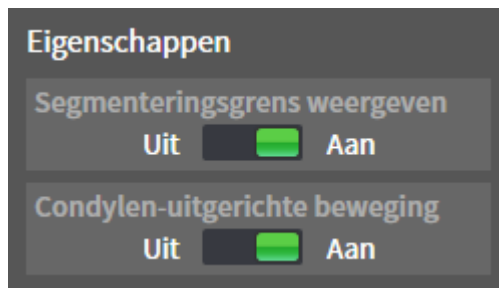 Eigenschappen
Segmenteringsgrens weergeven
Uit Aan
Condylen-uitgerichte beweging
Uit Aan